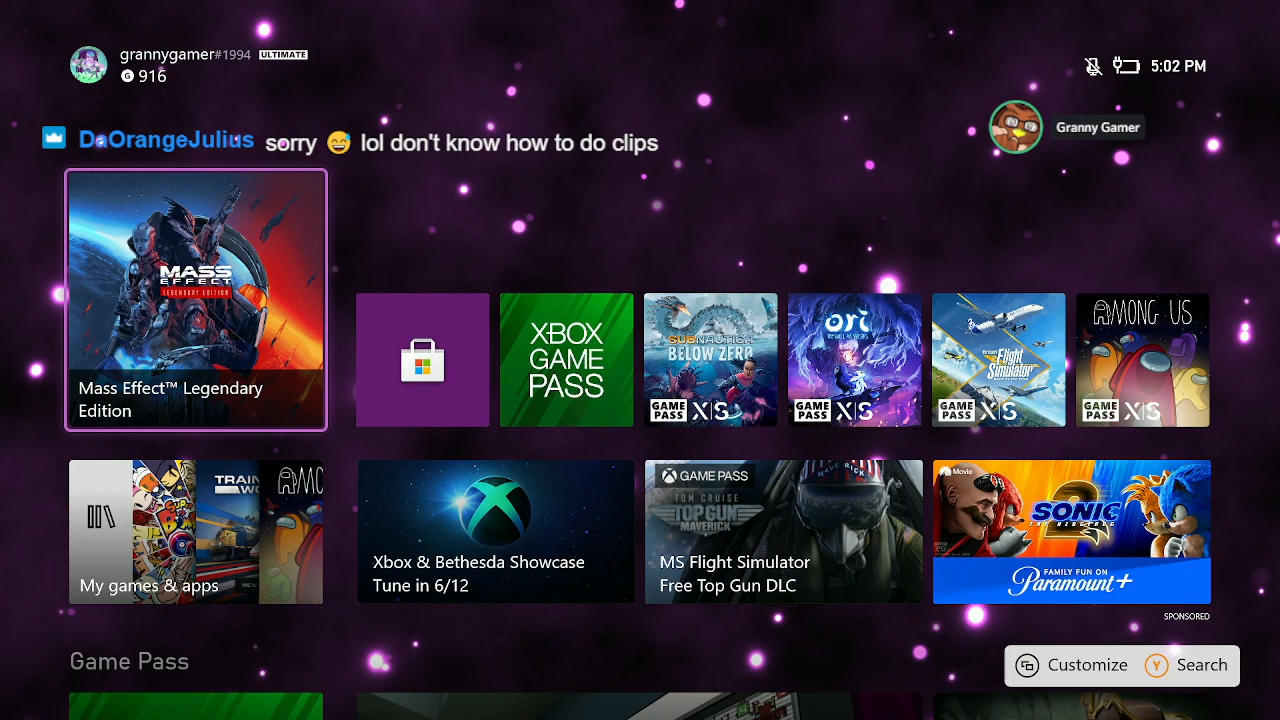 grannygamer#1994 ULTIMATE
G 916
5:02 PM
DaOrangeJulius sorry 😅 lol don't know how to do clips
Granny Gamer
MASS
EFFECT
LEGENDARY EDITION
Mass Effect™ Legendary
Edition
XBOX
GAME
PASS
SUBNAUTICA
BELOW ZERO
GAME
PASS X|S
ori
GAME
PASS X|S
Flight
Simulator
GAME
PASS X|S
AMONG US
GAME
PASS X|S
My games & apps
Xbox & Bethesda Showcase
Tune in 6/12
GAME PASS
MAVERICK
TOM CRUISE
TOP GUN
MAVERICK
MS Flight Simulator
Free Top Gun DLC
Movie
SONIC
2
THE HEDGEHOG
PG
FAMILY FUN ON
Paramount+
SPONSORED
Game Pass
Customize
Y Search